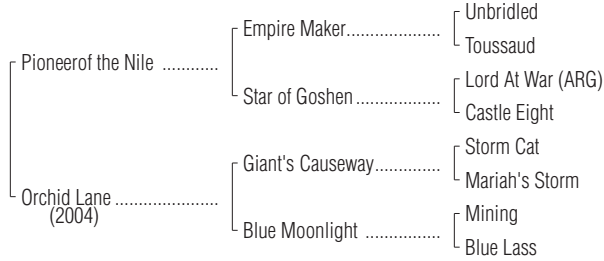 Unbridled
Empire Maker....................
Toussaud
Pioneerof the Nile ............
Lord At War (ARG)
Star of Goshen..................
Castle Eight
Storm Cat
Giant's Causeway..............
Mariah's Storm
Orchid Lane ......................
(2004)
Mining
Blue Moonlight ................
Blue Lass